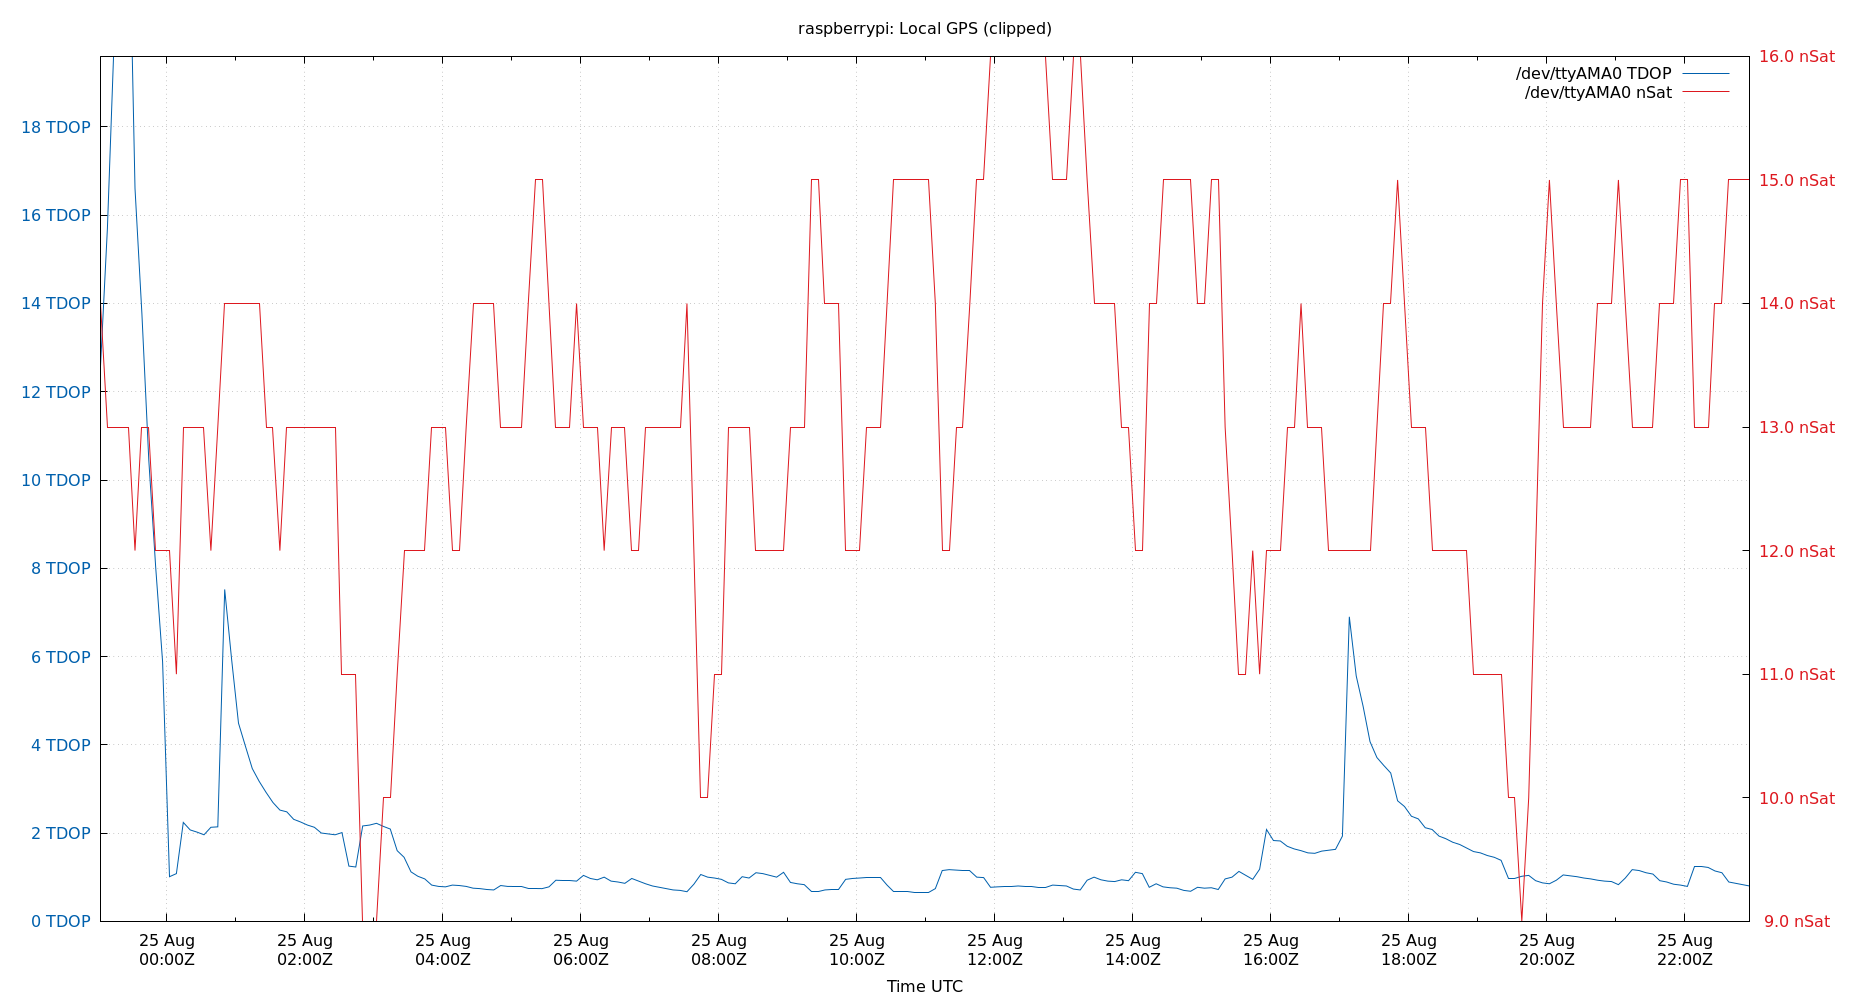 raspberrypi: Local GPS (clipped)
16.0 nSat
/dev/ttyAMA0 TDOP
/dev/ttyAMA0 nSat
18 TDOP
15.0 nSat
16 TDOP
14 TDOP
14.0 nSat
12 TDOP
13.0 nSat
10 TDOP
12.0 nSat
8 TDOP
6 TDOP
11.0 nSat
4 TDOP
10.0 nSat
2 TDOP
0 TDOP
9.0 nSat
25 Aug 25 Aug 25 Aug 25 Aug 25 Aug 25 Aug 25 Aug 25 Aug 25 Aug 25 Aug 25 Aug 25 Aug
00:00Z 02:00Z 04:00Z 06:00Z 08:00Z 10:00Z 12:00Z 14:00Z 16:00Z 18:00Z 20:00Z 22:00Z
Time UTC